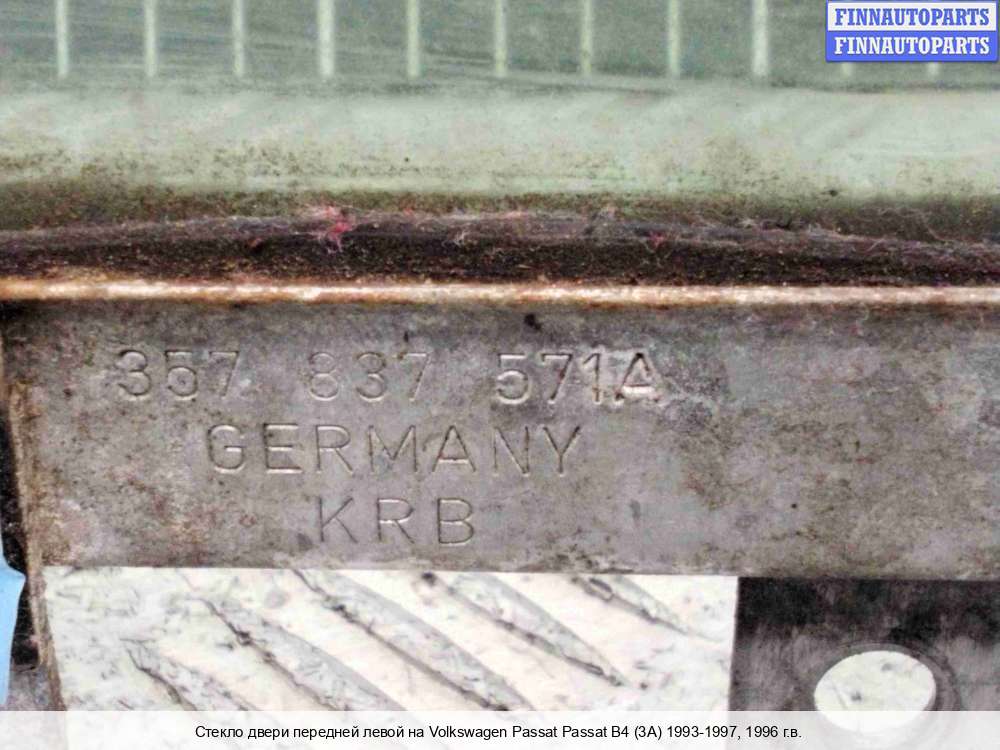 FINNAUTOPARTS
FINNAUTOPARTS
357 837 571A
GERMANY
KRB
Стекло двери передней левой на Volkswagen Passat Passat B4 (3A) 1993-1997, 1996 г.в.